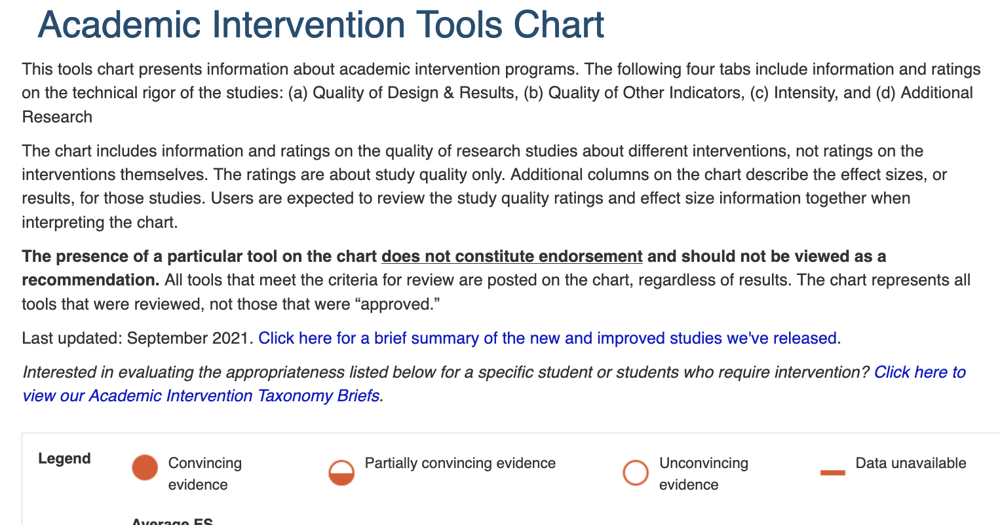 Academic Intervention Tools Chart
This tools chart presents information about academic intervention programs. The following four tabs include information and ratings
on the technical rigor of the studies: (a) Quality of Design & Results, (b) Quality of Other Indicators, (c) Intensity, and (d) Additional
Research
The chart includes information and ratings on the quality of research studies about different interventions, not ratings on the
interventions themselves. The ratings are about study quality only. Additional columns on the chart describe the effect sizes, or
results, for those studies. Users are expected to review the study quality ratings and effect size information together when
interpreting the chart.
The presence of a particular tool on the chart does not constitute endorsement and should not be viewed as a
recommendation. All tools that meet the criteria for review are posted on the chart, regardless of results. The chart represents all
tools that were reviewed, not those that were “approved.”
Last updated: September 2021. Click here for a brief summary of the new and improved studies we've released.
Interested in evaluating the appropriateness listed below for a specific student or students who require intervention? Click here to
view our Academic Intervention Taxonomy Briefs.
Legend
Convincing
evidence
Partially convincing evidence
Unconvincing
evidence
Data unavailable
Average ES